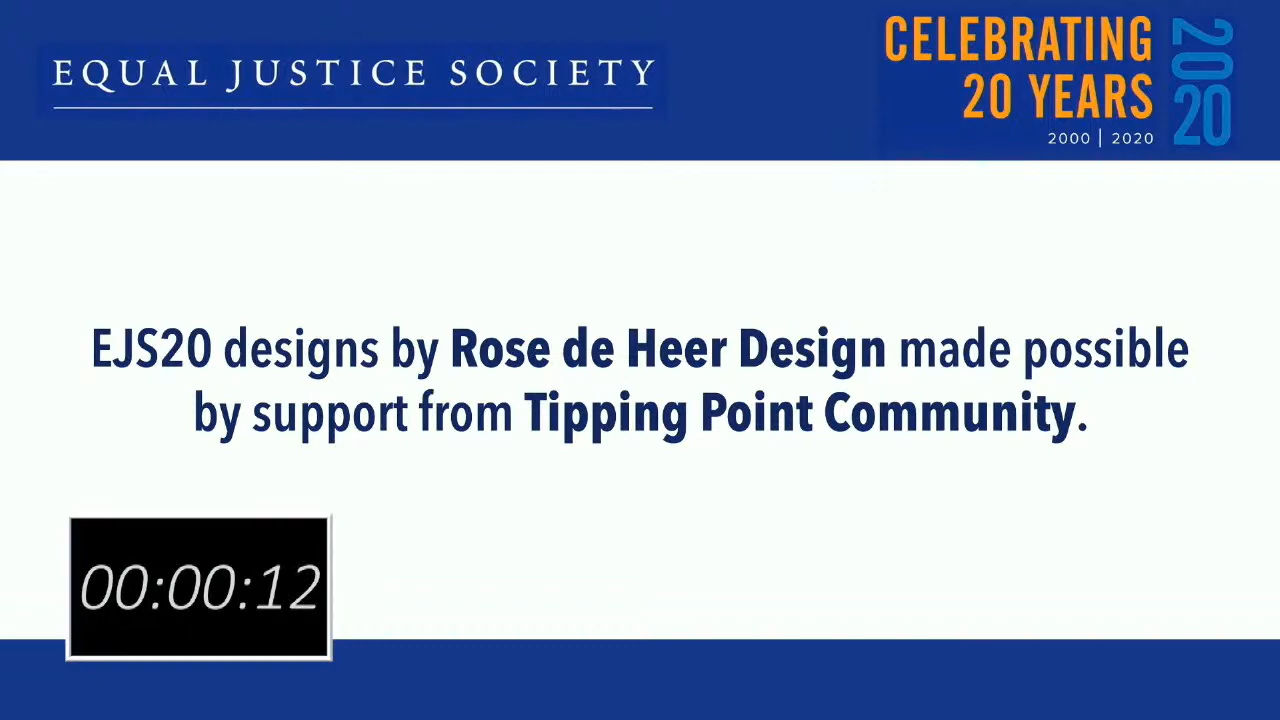 EQUAL JUSTICE SOCIETY
CELEBRATING
20 YEARS
2000 | 2020
2020
EJS20 designs by Rose de Heer Design made possible
by support from Tipping Point Community.
00:00:12